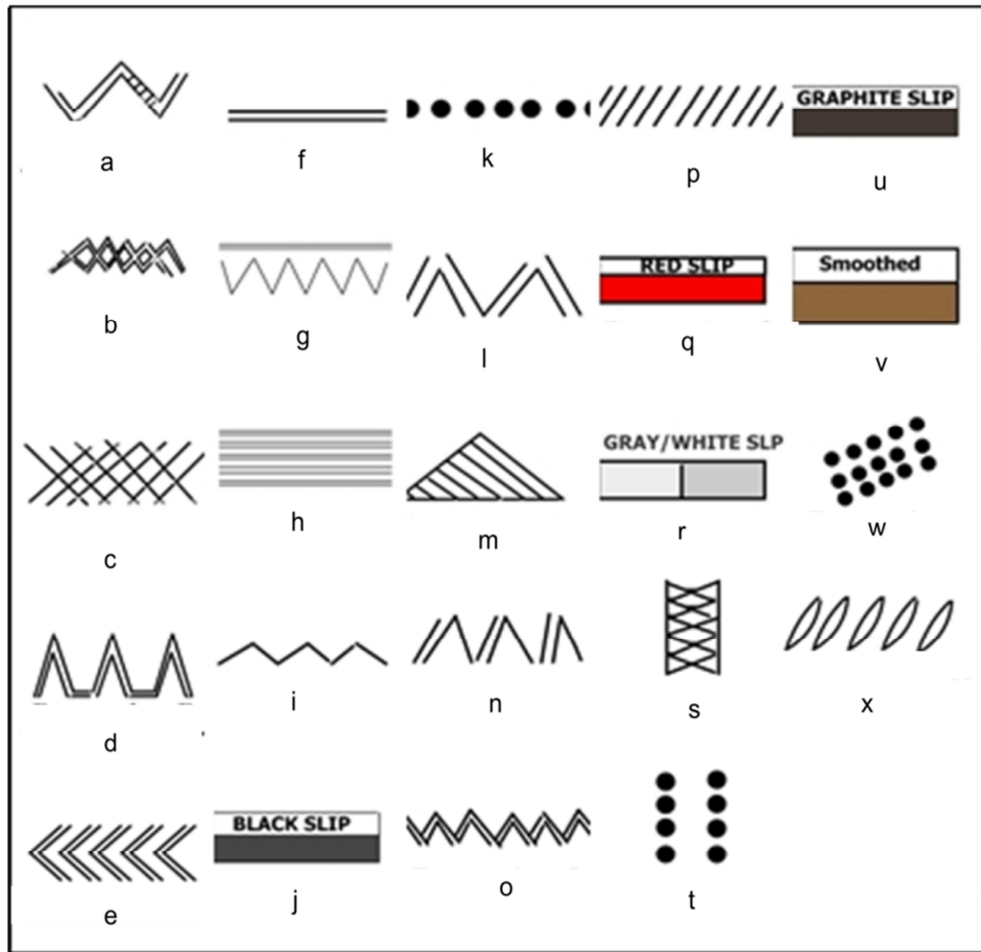 a
f
k
p
GRAPHITE SLIP
u
b
g
l
RED SLIP
q
Smoothed
v
c
h
m
GRAY/WHITE SLP
r
w
d
i
n
s
x
e
BLACK SLIP
j
o
t